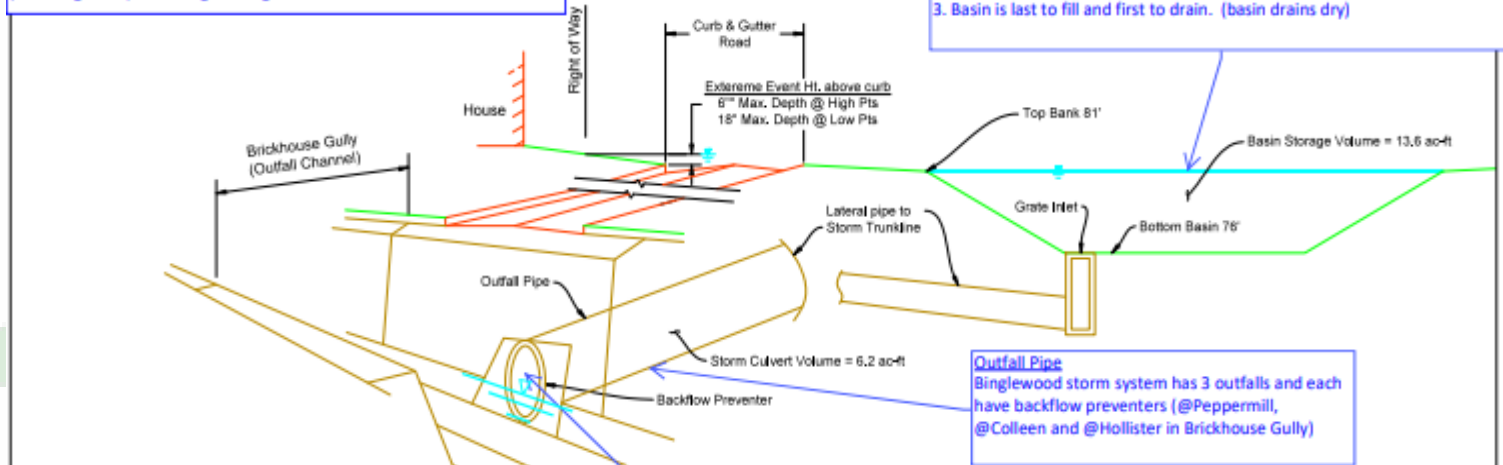 3. Basin is last to fill and first to drain. (basin drains dry)
Right of Way
Curb & Gutter
Road
House
Extereme Event Ht. above curb
6"" Max. Depth @ High Pts
18" Max. Depth @ Low Pts
Top Bank 81'
Basin Storage Volume = 13.6 ac-ft
Brickhouse Gully
(Outfall Channel)
Lateral pipe to
Storm Trunkline
Grate Inlet
Bottom Basin 76'
Outfall Pipe
Storm Culvert Volume = 6.2 ac-ft
Backflow Preventer
Outfall Pipe
Binglewood storm system has 3 outfalls and each
have backflow preventers (@Peppermill,
@Colleen and @Hollister in Brickhouse Gully)